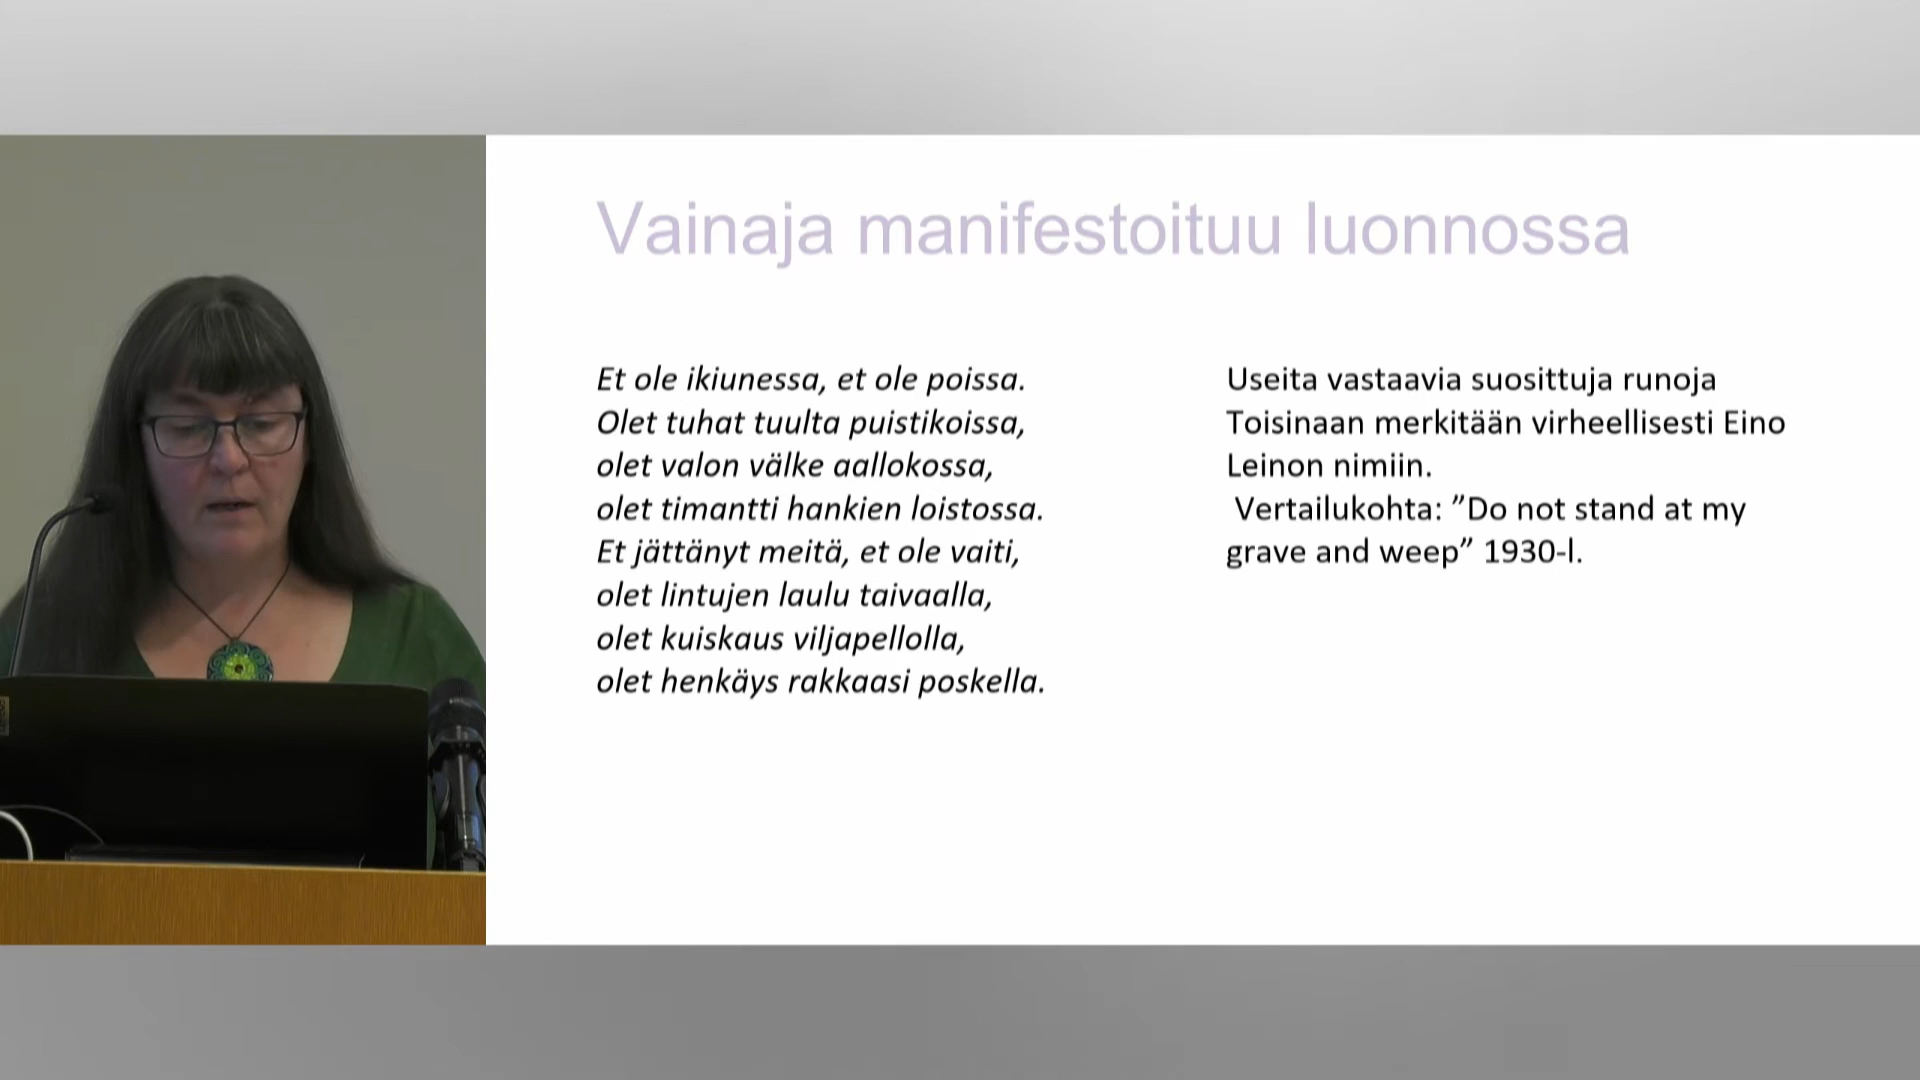 Vainaja manifestoituu luonnossa
Et ole ikiunessa, et ole poissa.
Olet tuhat tuulta puistikoissa,
olet valon välke aallokossa,
olet timantti hankien loistossa.
Et jättänyt meitä, et ole vaiti,
olet lintujen laulu taivaalla,
olet kuiskaus viljapellolla,
olet henkäys rakkaasi poskella.
Useita vastaavia suosittuja runoja
Toisinaan merkitään virheellisesti Eino
Leinon nimiin.
Vertailukohta: ”Do not stand at my
grave and weep” 1930-l.